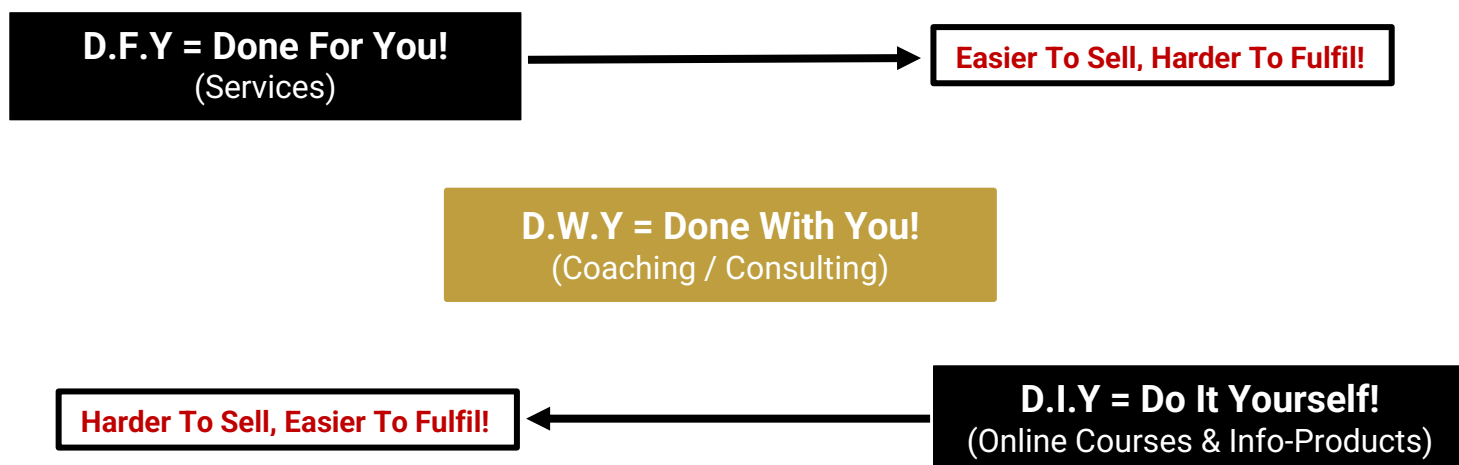 D.F.Y = Done For You!
(Services)
Easier To Sell, Harder To Fulfil!
D.W.Y = Done With You!
(Coaching / Consulting)
Harder To Sell, Easier To Fulfil!
D.I.Y = Do It Yourself!
(Online Courses & Info-Products)